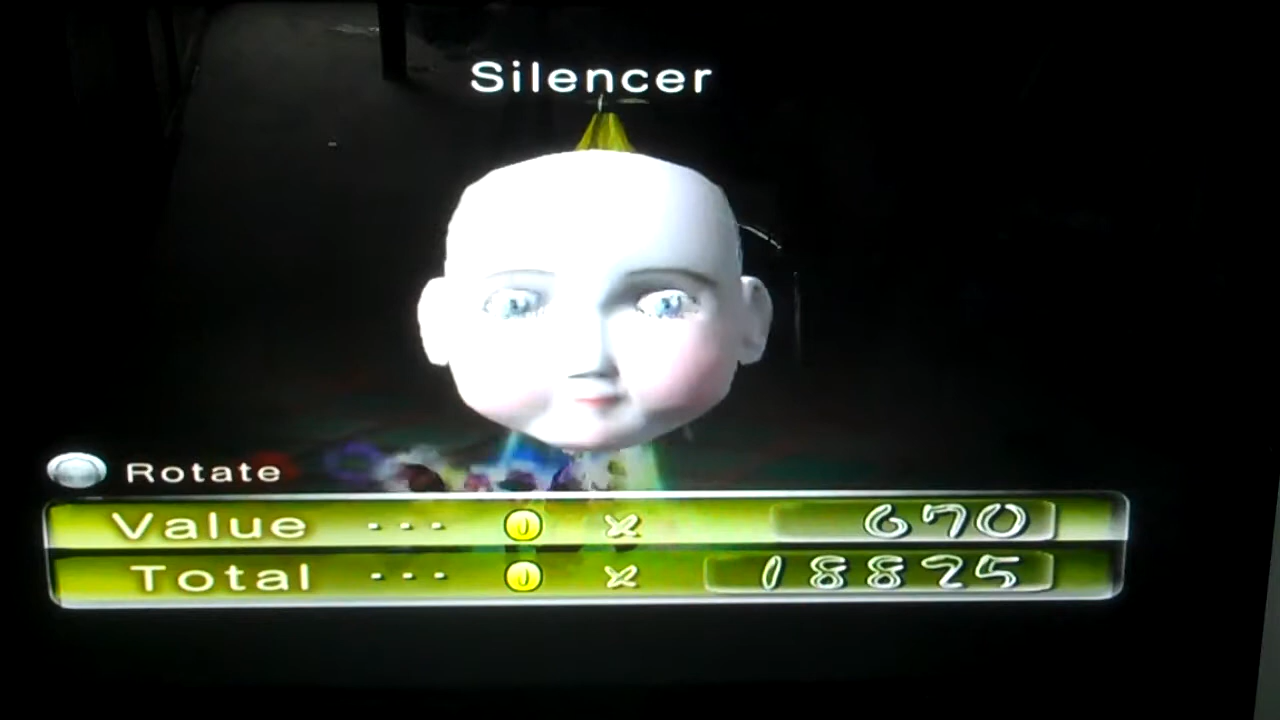 Silencer
Rotate
Value ... x 670
Total ... x 18825